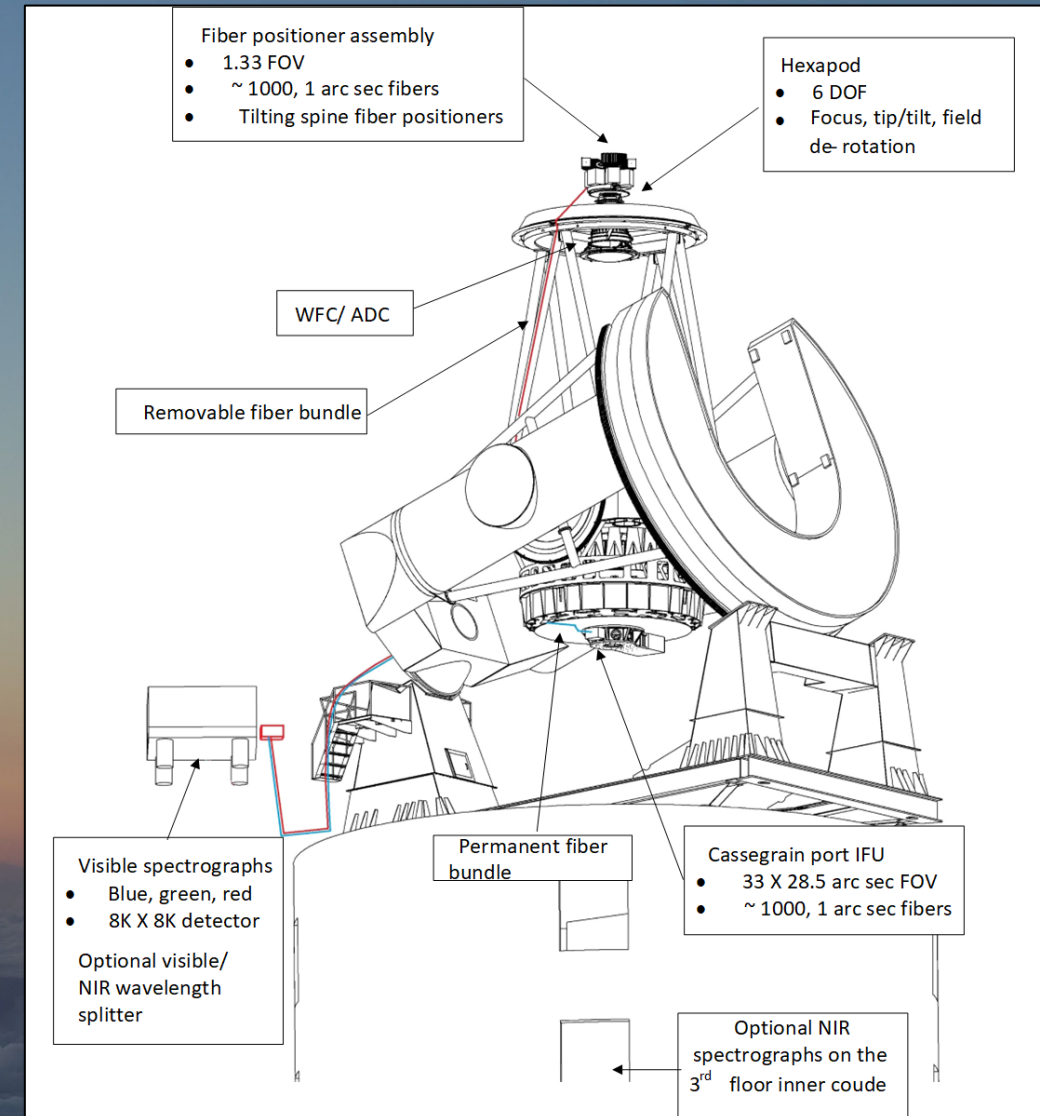 Fiber positioner assembly
• 1.33 FOV
• ~ 1000, 1 arc sec fibers
• Tilting spine fiber positioners
Hexapod
• 6 DOF
• Focus, tip/tilt, field
de- rotation
WFC/ ADC
Removable fiber bundle
Visible spectrographs
• Blue, green, red
• 8K X 8K detector
Optional visible/
NIR wavelength
splitter
Permanent fiber
bundle
Cassegrain port IFU
• 33 X 28.5 arc sec FOV
• ~ 1000, 1 arc sec fibers
Optional NIR
spectrographs on the
3rd floor inner coude